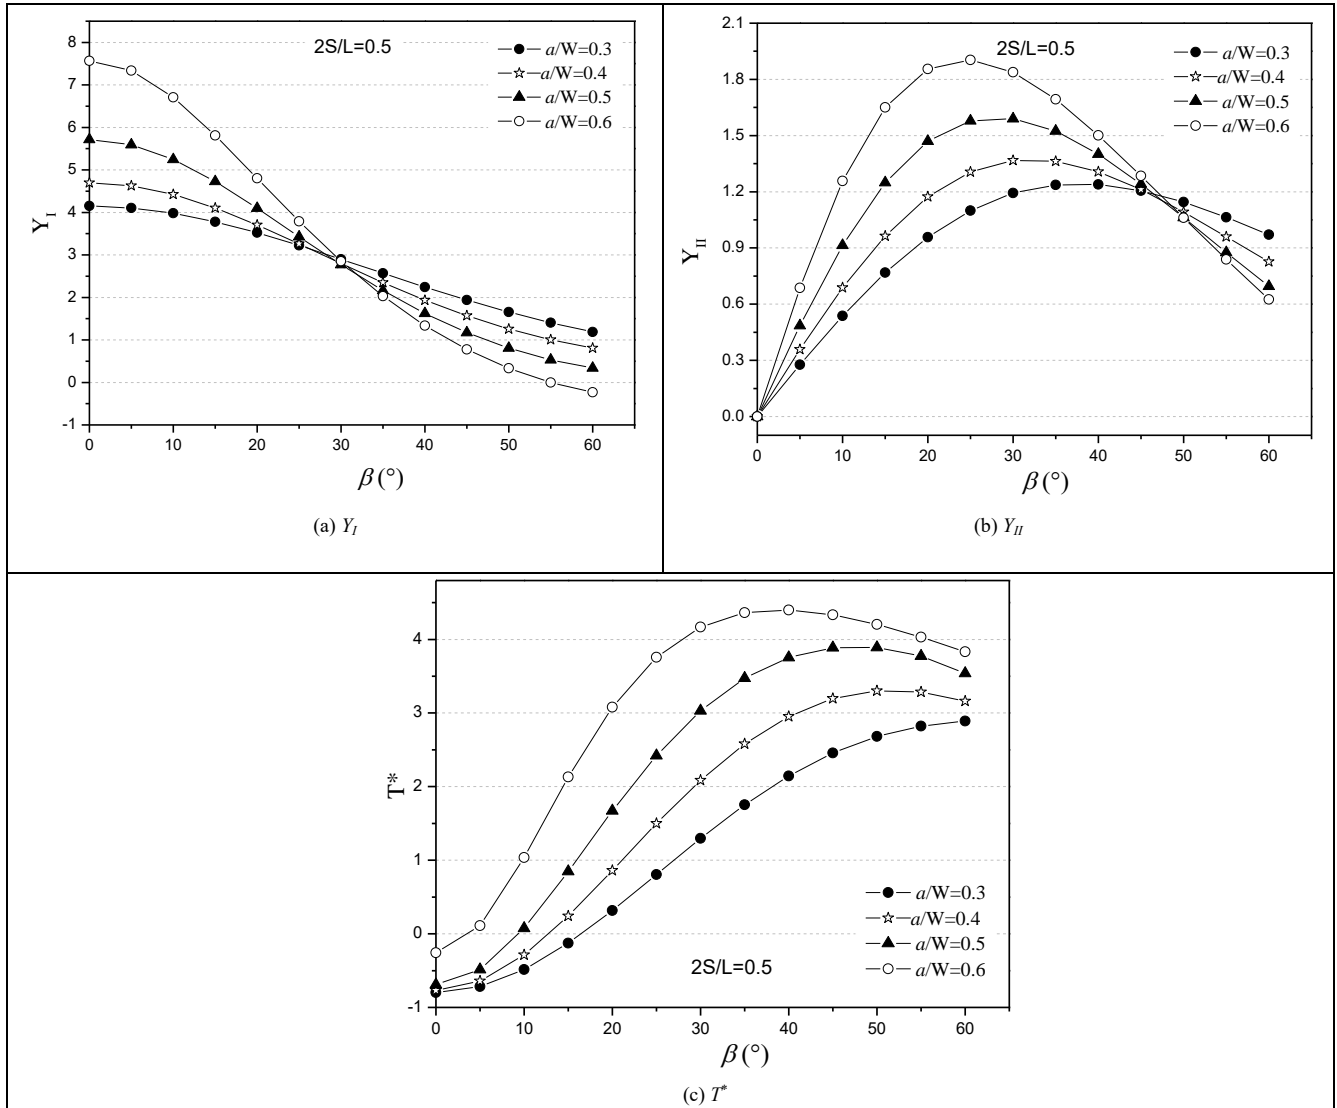 2S/L=0.5
a/W=0.3
a/W=0.4
a/W=0.5
a/W=0.6
8
7
6
5
4
3
2
1
0
-1
Y_I
0 10 20 30 40 50 60
β (°)
(a) Y_I
2S/L=0.5
a/W=0.3
a/W=0.4
a/W=0.5
a/W=0.6
2.1
1.8
1.5
1.2
0.9
0.6
0.3
0.0
Y_II
0 10 20 30 40 50 60
β (°)
(b) Y_II
4
3
2
1
0
-1
T*
a/W=0.3
a/W=0.4
a/W=0.5
a/W=0.6
2S/L=0.5
0 10 20 30 40 50 60
β (°)
(c) T*